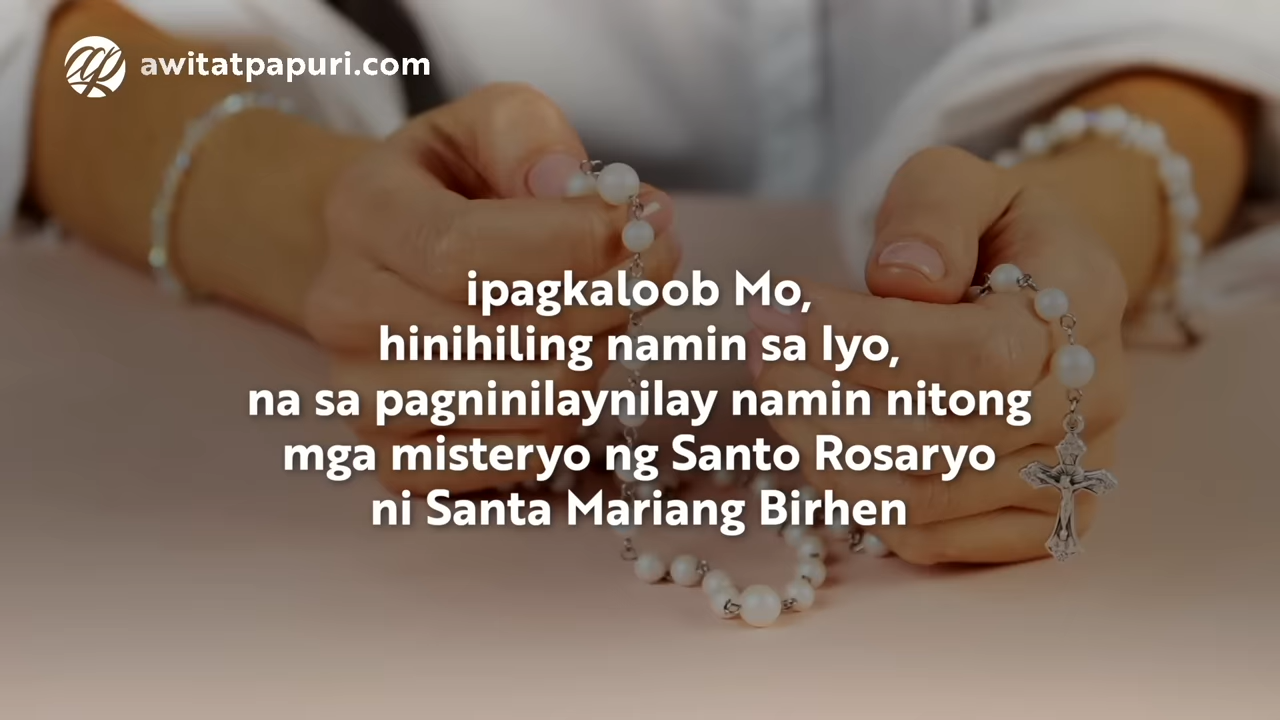 awitatpapuri.com
ipagkaloob Mo,
hinihiling namin sa Iyo,
na sa pagninilaynilay namin nitong
mga misteryo ng Santo Rosaryo
ni Santa Mariang Birhen